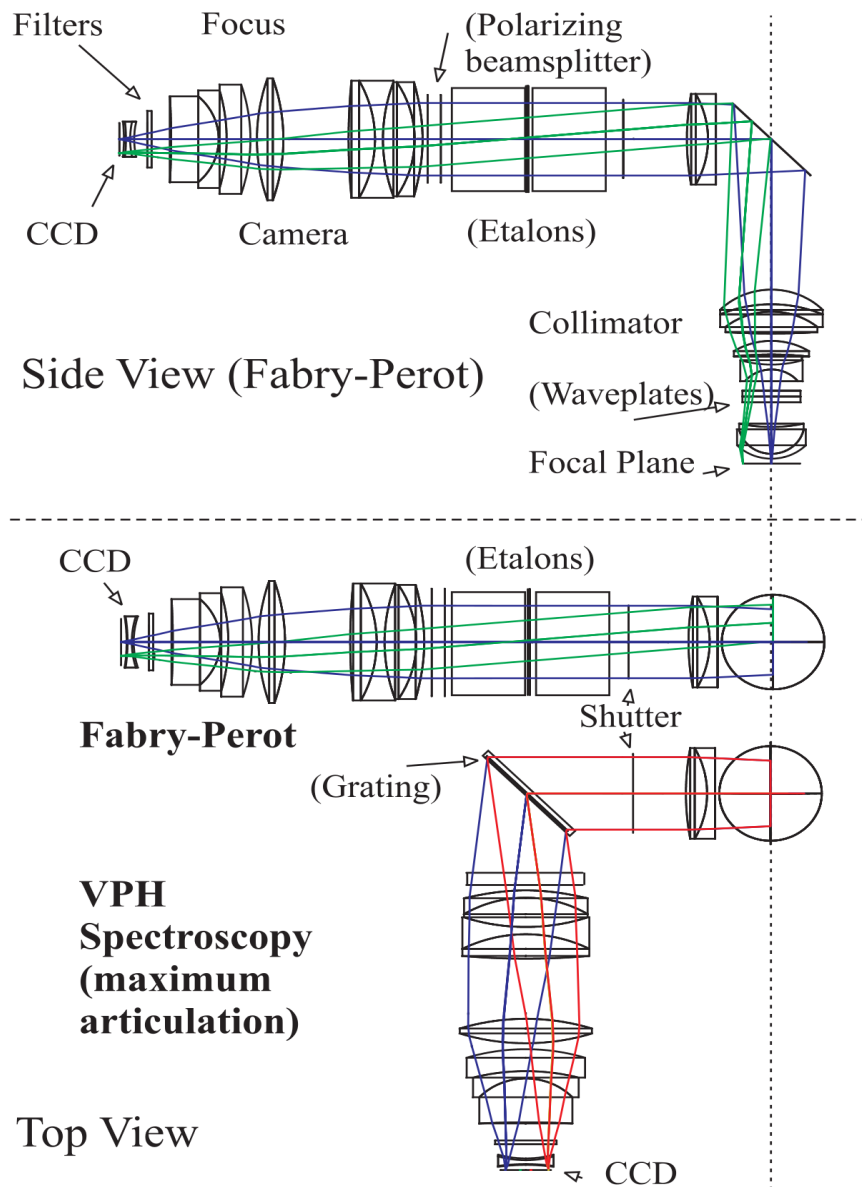 Filters
Focus
(Polarizing
beamsplitter)
CCD
Camera
(Etalons)
Collimator
Side View (Fabry-Perot)
(Waveplates)
Focal Plane
CCD
(Etalons)
Fabry-Perot
Shutter
(Grating)
VPH
Spectroscopy
(maximum
articulation)
Top View
CCD